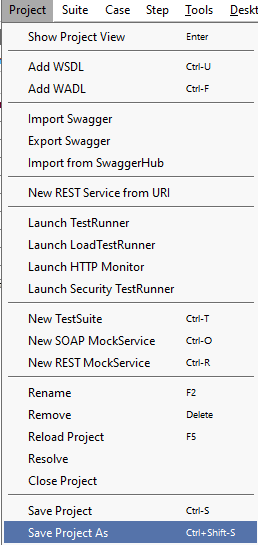 Project Suite Case Step Tools Deskt
Show Project View Enter
Add WSDL Ctrl-U
Add WADL Ctrl-F
Import Swagger
Export Swagger
Import from SwaggerHub
New REST Service from URI
Launch TestRunner
Launch LoadTestRunner
Launch HTTP Monitor
Launch Security TestRunner
New TestSuite Ctrl-T
New SOAP MockService Ctrl-O
New REST MockService Ctrl-R
Rename F2
Remove Delete
Reload Project F5
Resolve
Close Project
Save Project Ctrl-S
Save Project As Ctrl+Shift-S